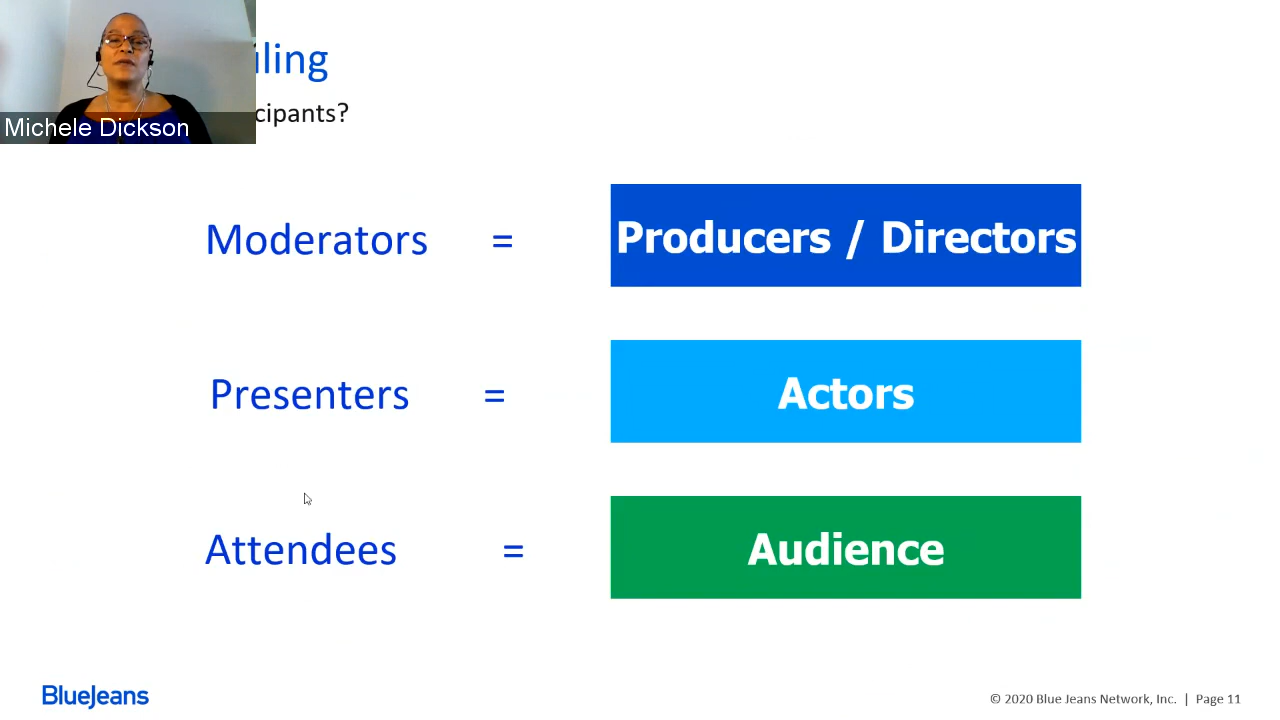 iling
cipants?
Michele Dickson
Moderators = Producers / Directors
Presenters = Actors
Attendees = Audience
BlueJeans © 2020 Blue Jeans Network, Inc. | Page 11